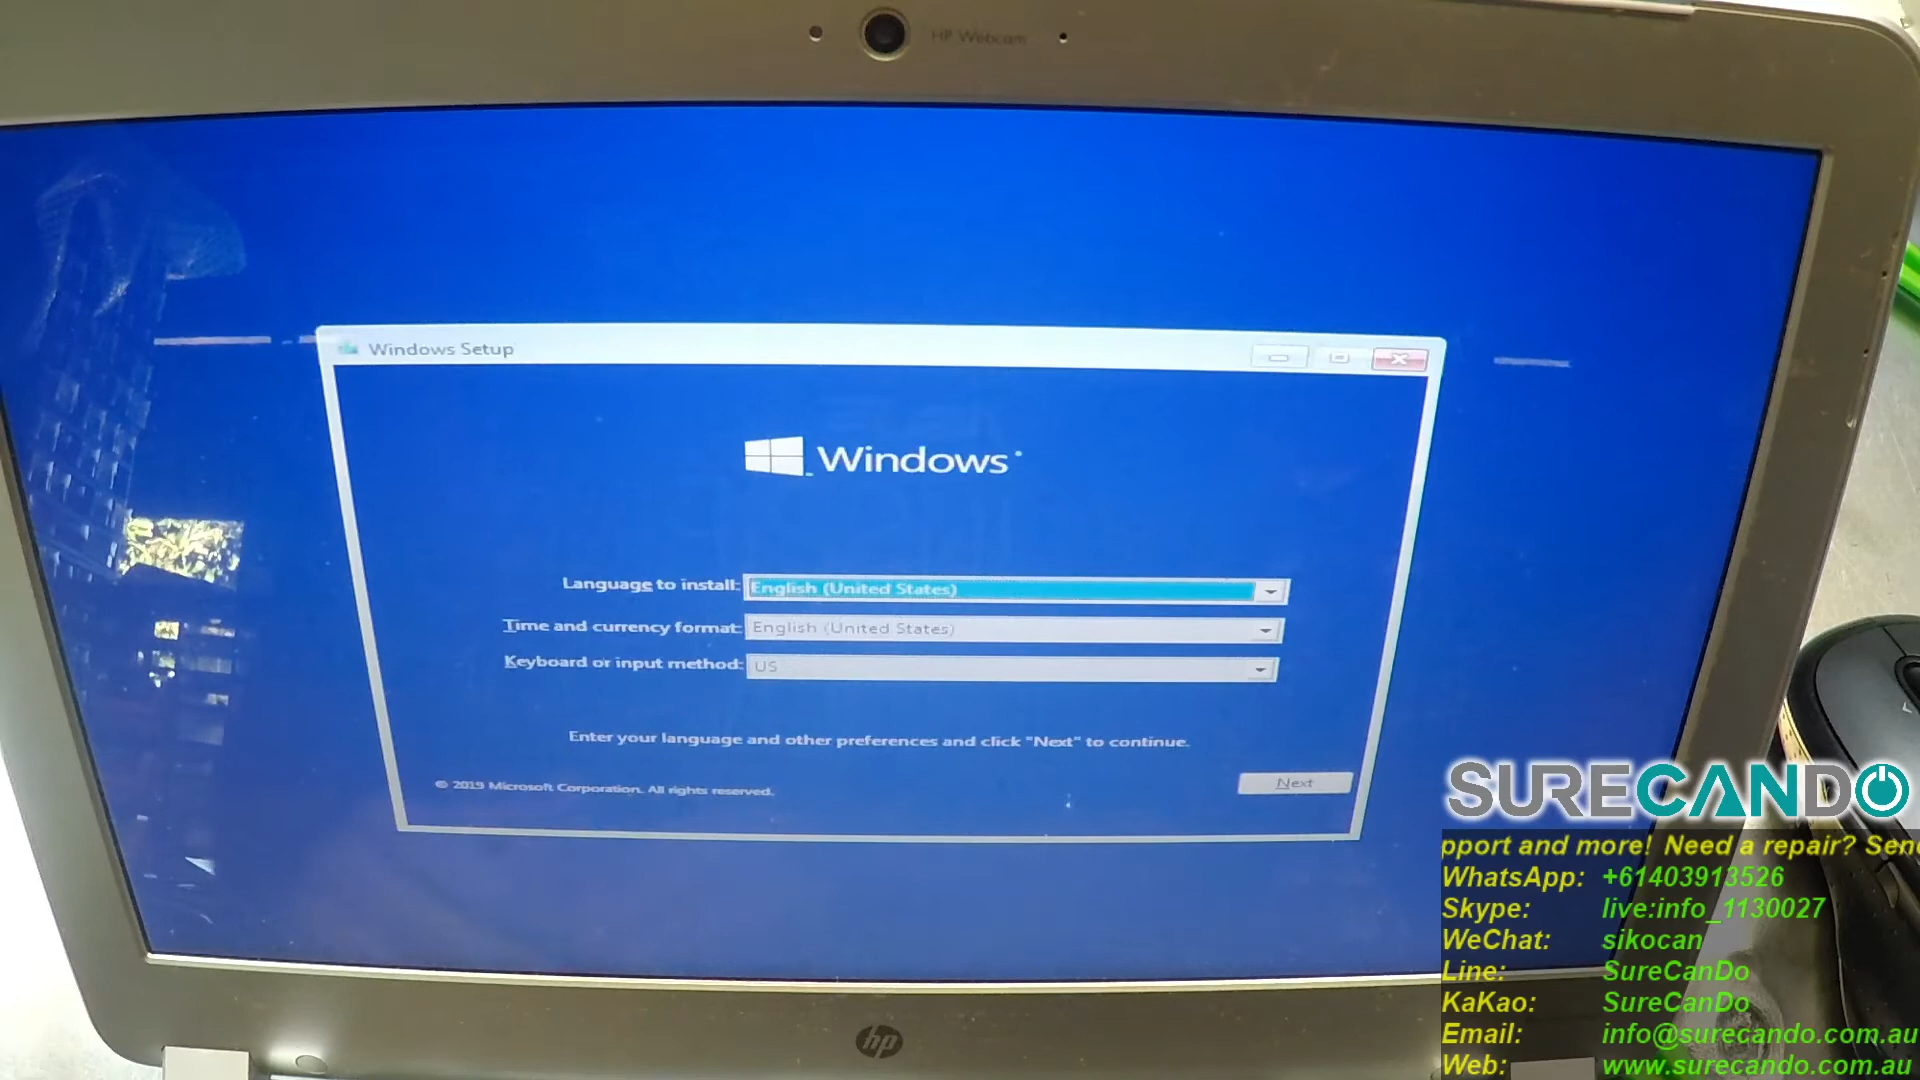 HP Webcam
Windows Setup
Windows
Language to install: English (United States)
Time and currency format: English (United States)
Keyboard or input method: US
Enter your language and other preferences and click "Next" to continue.
© 2019 Microsoft Corporation. All rights reserved.
Next
hp
SURECANDO
pport and more! Need a repair? Send
WhatsApp: +61403913526
Skype: live:info_1130027
WeChat: sikocan
Line: SureCanDo
KaKao: SureCanDo
Email: info@surecando.com.au
Web: www.surecando.com.au